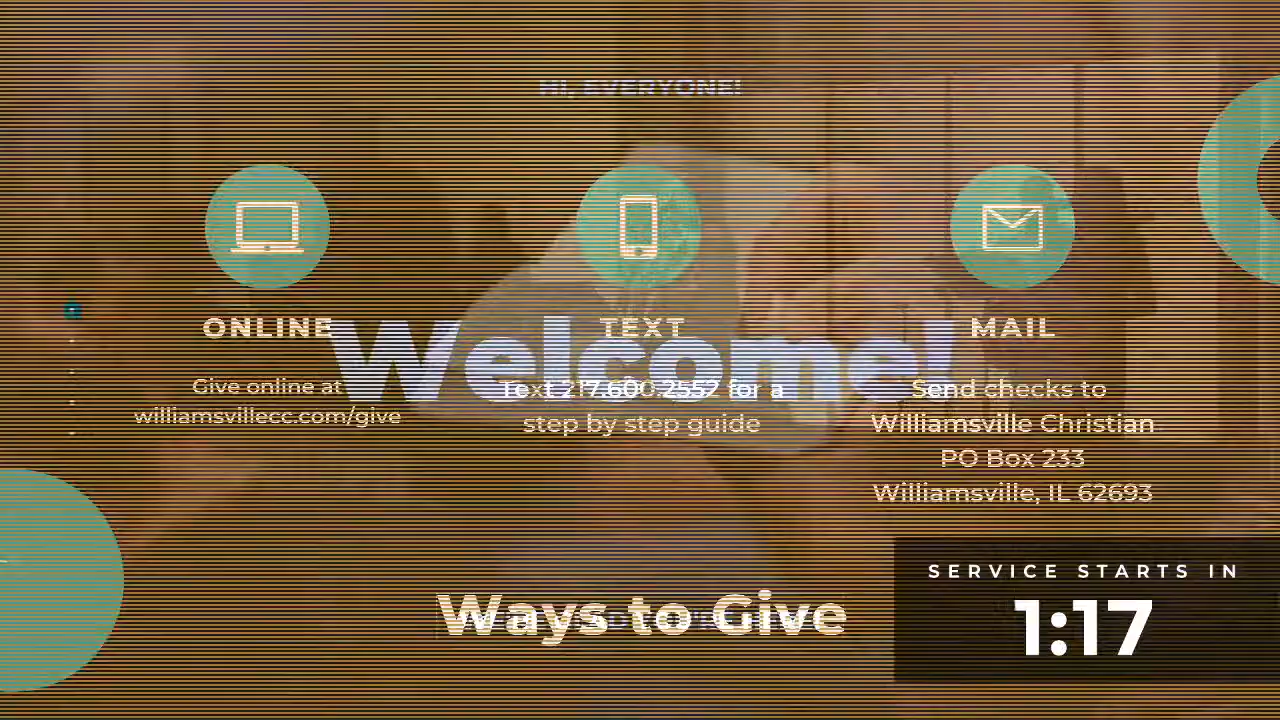 HI, EVERYONE!
Welcome!
ONLINE
Give online at
williamsvillecc.com/give
TEXT
Text 217.600.2552 for a
step by step guide
MAIL
Send checks to
Williamsville Christian
PO Box 233
Williamsville, IL 62693
Ways to Give
SERVICE STARTS IN
1:17